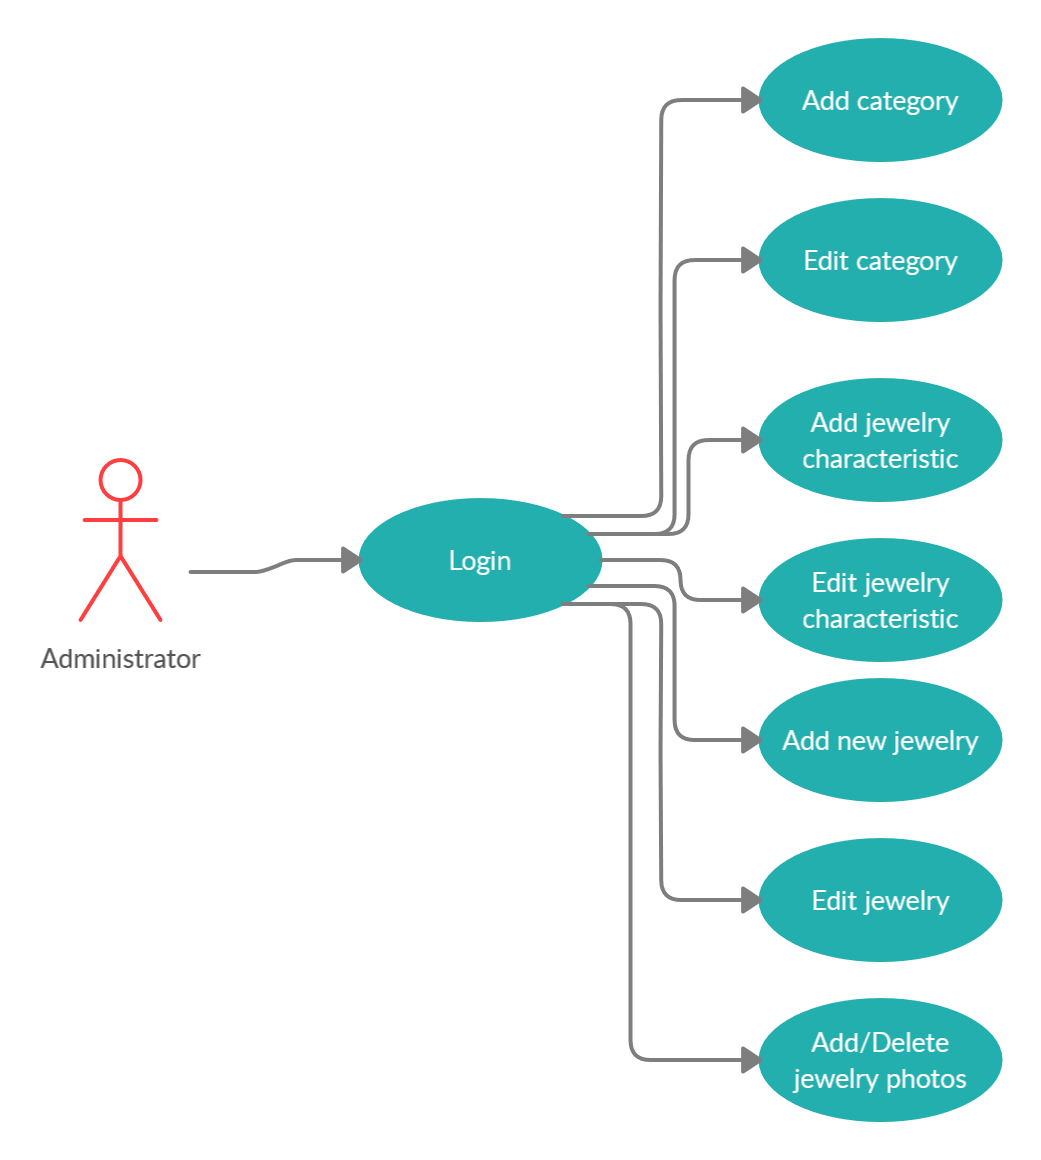 Add category
Edit category
Add jewelry
characteristic
Login
Edit jewelry
characteristic
Administrator
Add new jewelry
Edit jewelry
Add/Delete
jewelry photos